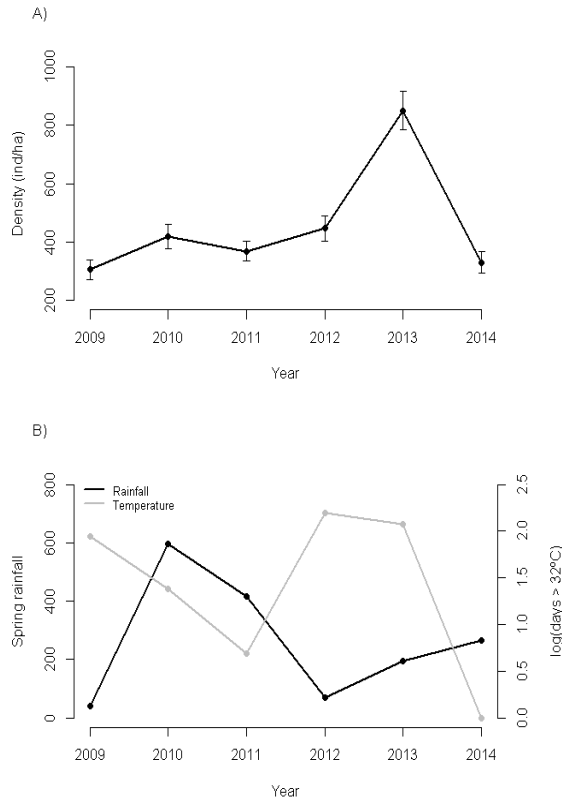 A)
Density (ind/ha)
1000
800
600
400
200
2009 2010 2011 2012 2013 2014
Year
B)
Spring rainfall
800
600
400
200
0
Rainfall
Temperature
2.5
2.0
1.5
1.0
0.5
0.0
log(days > 32ºC)
2009 2010 2011 2012 2013 2014
Year